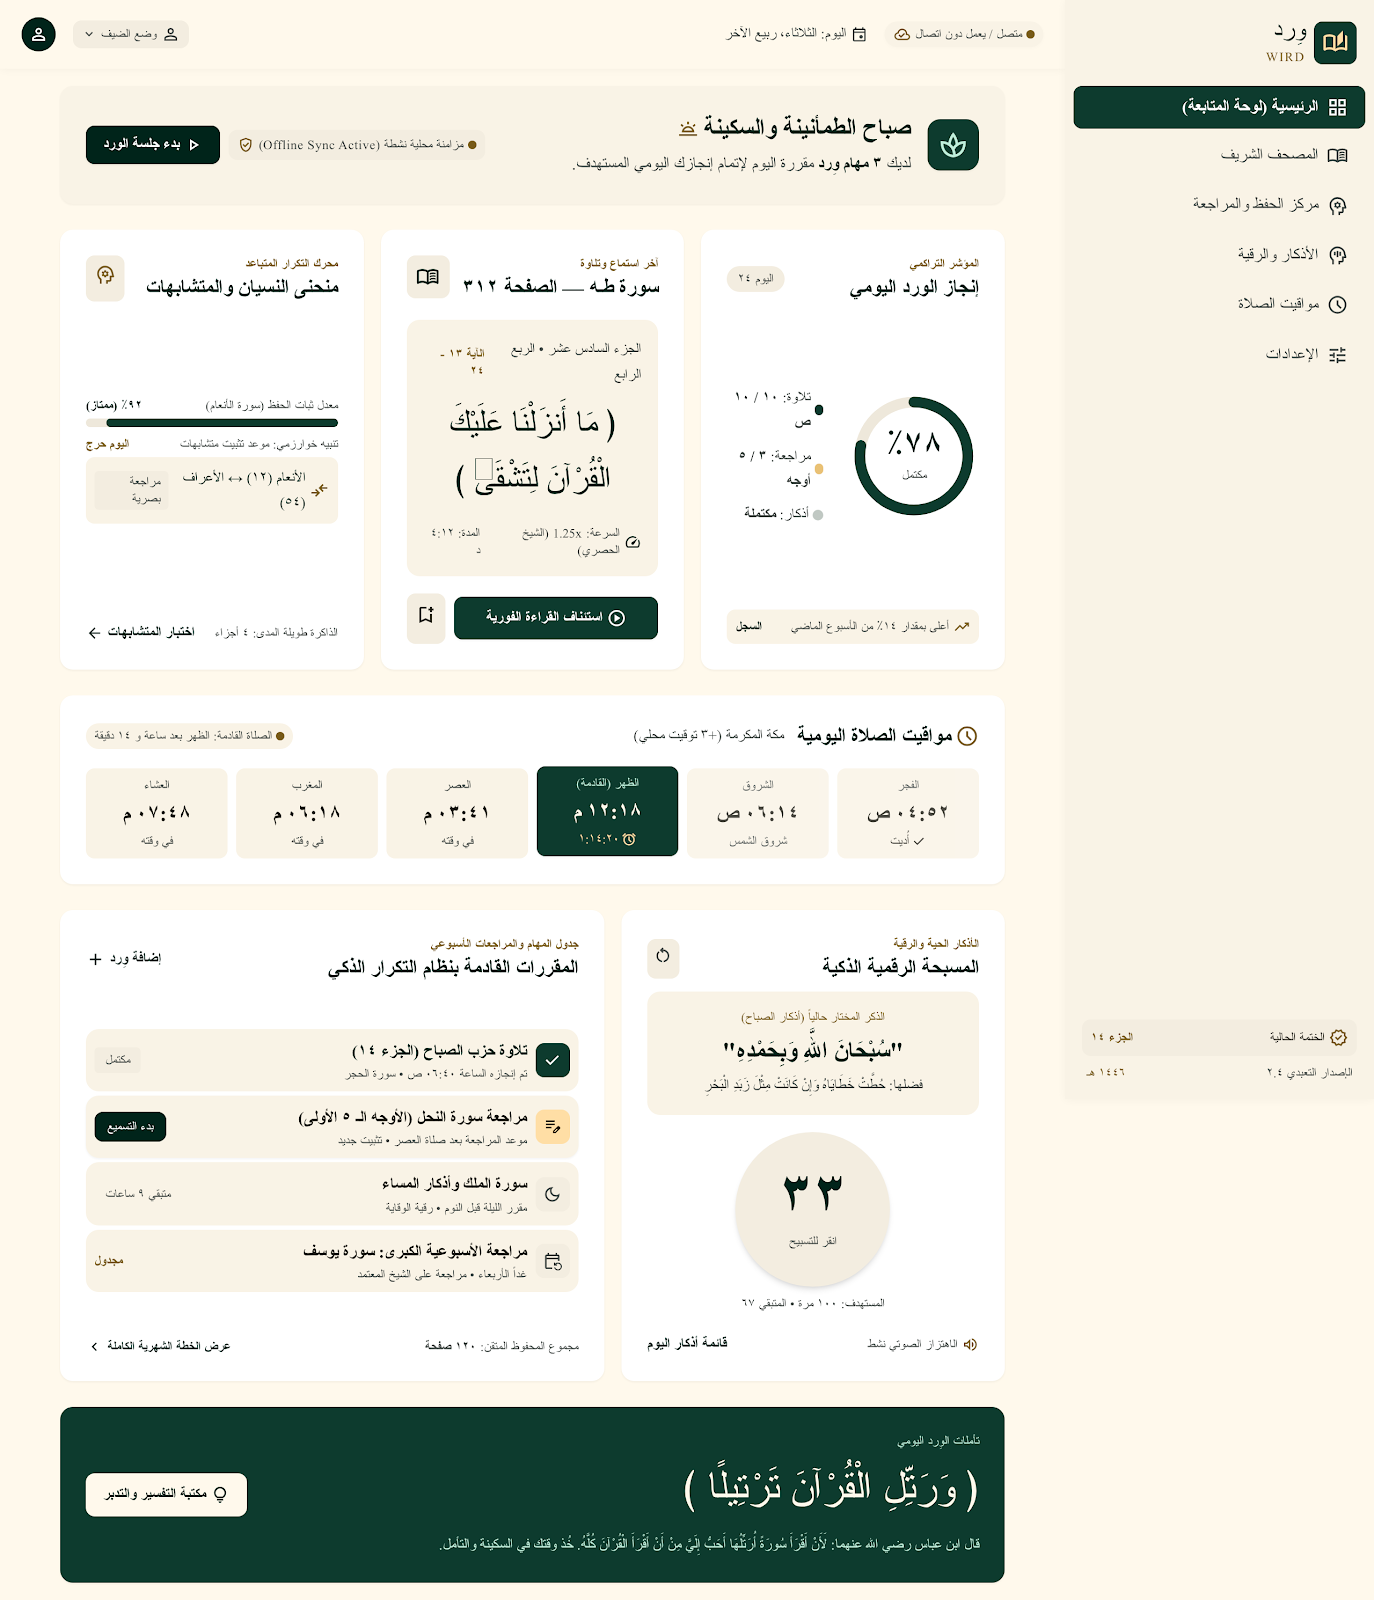 وِرد
WIRD
الرئيسية (لوحة المتابعة)
المصحف الشريف
مركز الحفظ والمراجعة
الأذكار والرقية
مواقيت الصلاة
الإعدادات
الختمة الحالية
الجزء ١٤
الإصدار التعبدي ٢.٤
١٤٤٦ هـ
متصل / يعمل دون اتصال
اليوم: الثلاثاء، ربيع الآخر
وضع الضيف
صباح الطمأنينة والسكينة
لديك ٣ مهام وِرد مقررة اليوم لإتمام إنجازك اليومي المستهدف.
مزامنة محلية نشطة (Offline Sync Active)
بدء جلسة الورد
المؤشر التراكمي
إنجاز الورد اليومي
اليوم ٢٤
٪٧٨
مكتمل
تلاوة: ١٠ / ١٠
ص
مراجعة: ٣ / ٥
أوجه
أذكار: مكتملة
أعلى بمقدار ١٤٪ من الأسبوع الماضي
السجل
آخر استماع وتلاوة
سورة طه — الصفحة ٣١٢
الجزء السادس عشر • الربع
الرابع
الآية ١٣ -
٢٤
( مَا أَنزَلْنَا عَلَيْكَ
الْقُرْآنَ لِتَشْقَىٰ )
السرعة: 1.25x (الشيخ
الحصري)
المدة: ٤:١٢
د
استئناف القراءة الفورية
محرك التكرار المتباعد
منحنى النسيان والمتشابهات
معدل ثبات الحفظ (سورة الأنعام)
٩٢٪ (ممتاز)
تنبيه خوارزمي: موعد تثبيت متشابهات
اليوم حرج
الأنعام (١٢) ↔ الأعراف
(٥٤)
مراجعة
بصرية
الذاكرة طويلة المدى: ٤ أجزاء
اختبار المتشابهات
مواقيت الصلاة اليومية
مكة المكرمة (+٣ توقيت محلي)
الصلاة القادمة: الظهر بعد ساعة و ١٤ دقيقة
الفجر
٠٤:٥٢ ص
أُديت
الشروق
٠٦:١٤ ص
شروق الشمس
الظهر (القادمة)
١٢:١٨ م
١:١٤:٢٠
العصر
٠٣:٤١ م
في وقته
المغرب
٠٦:١٨ م
في وقته
العشاء
٠٧:٤٨ م
في وقته
الأذكار الحية والرقية
المسبحة الرقمية الذكية
الذكر المختار حالياً (أذكار الصباح)
"سُبْحَانَ اللَّهِ وَبِحَمْدِهِ"
فضلها: حُطَّتْ خَطَايَاهُ وَإِنْ كَانَتْ مِثْلَ زَبَدِ الْبَحْرِ
٣٣
انقر للتسبيح
المستهدف: ١٠٠ مرة • المتبقي ٦٧
الاهتزاز الصوتي نشط
قائمة أذكار اليوم
جدول المهام والمراجعات الأسبوعي
المقررات القادمة بنظام التكرار الذكي
إضافة وِرد
تلاوة حزب الصباح (الجزء ١٤)
تم إنجازه الساعة ٠٦:٤٠ ص • سورة الحجر
مكتمل
مراجعة سورة النحل (الأوجه الـ ٥ الأولى)
موعد المراجعة بعد صلاة العصر • تثبيت جديد
بدء التسميع
سورة الملك وأذكار المساء
مقرر الليلة قبل النوم • رقية الوقاية
متبقي ٩ ساعات
مراجعة الأسبوعية الكبرى: سورة يوسف
غداً الأربعاء • مراجعة على الشيخ المعتمد
مجدول
مجموع المحفوظ المتقن: ١٢٠ صفحة
عرض الخطة الشهرية الكاملة
تأملات الوِرد اليومي
( وَرَتِّلِ الْقُرْآنَ تَرْتِيلًا )
قال ابن عباس رضي الله عنهما: لَأَنْ أَقْرَأَ سُورَةً أُرَتِّلُهَا أَحَبُّ إِلَيَّ مِنْ أَنْ أَقْرَأَ الْقُرْآنَ كُلَّهُ. خُذ وقتك في السكينة والتأمل.
مكتبة التفسير والتدبر